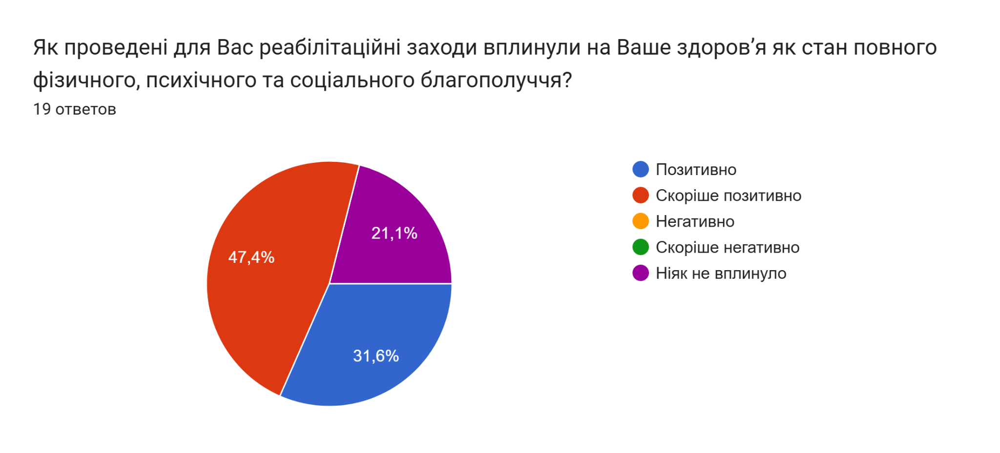 Як проведені для Вас реабілітаційні заходи вплинули на Ваше здоров’я як стан повного
фізичного, психічного та соціального благополуччя?
19 ответов
Позитивно
Скоріше позитивно
Негативно
Скоріше негативно
Ніяк не вплинуло
21,1%
47,4%
31,6%